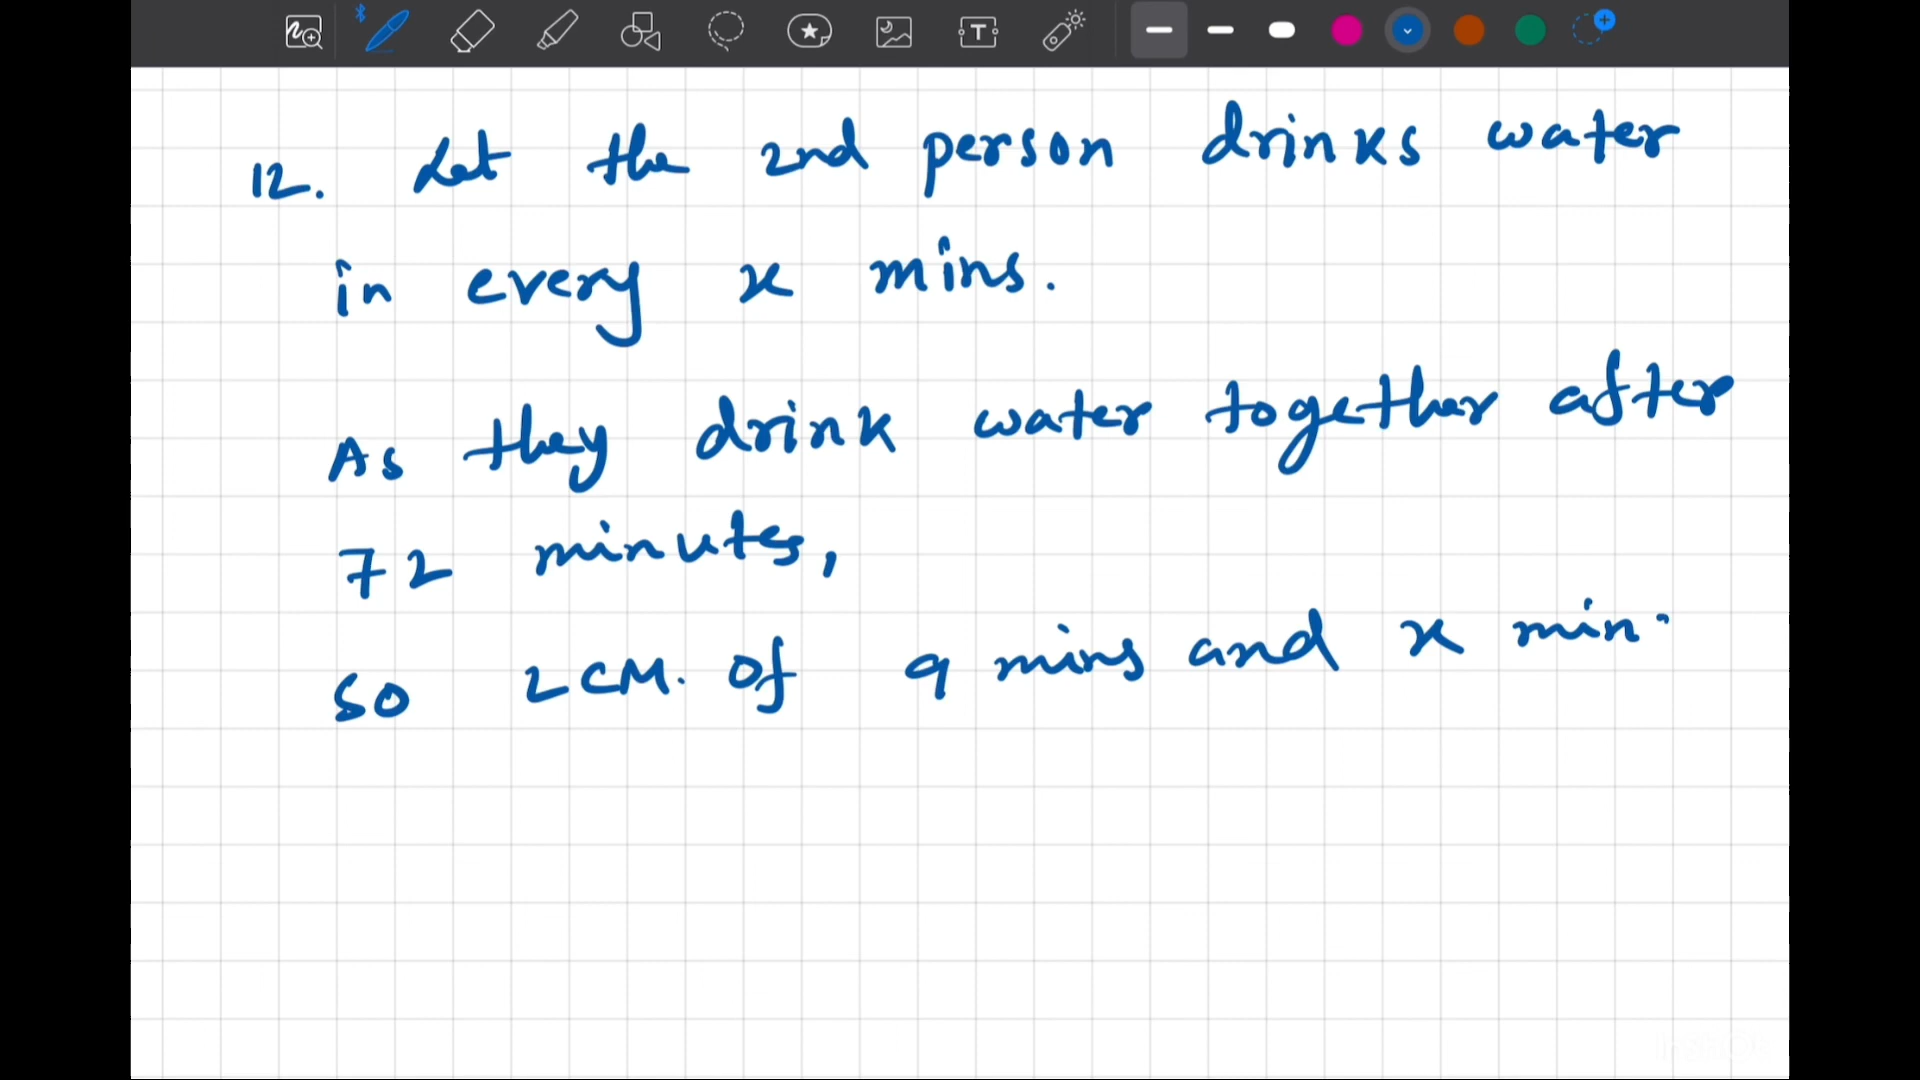 12. Let the 2nd person drinks water
in every x mins.
As they drink water together after
72 minutes,
so LCM. of 9 mins and x min.